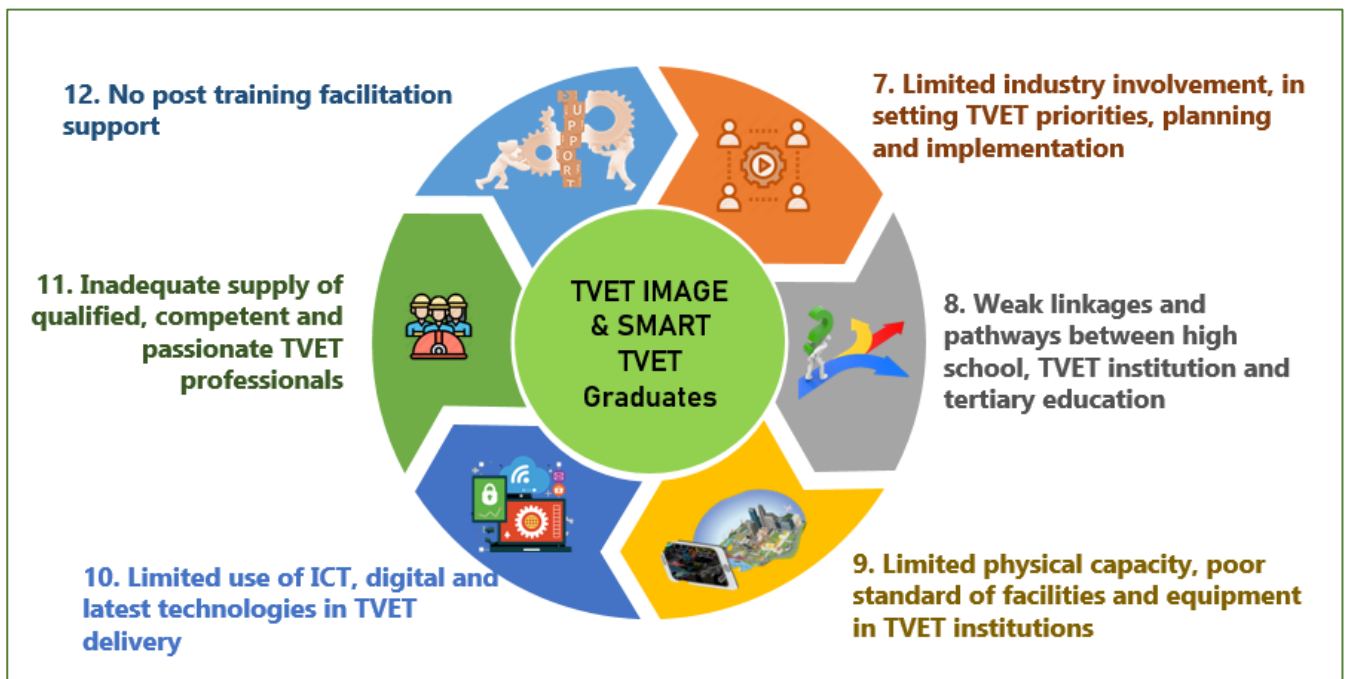 12. No post training facilitation
support
7. Limited industry involvement, in
setting TVET priorities, planning
and implementation
SUPPORT
11. Inadequate supply of
qualified, competent and
passionate TVET
professionals
TVET IMAGE
& SMART
TVET
Graduates
8. Weak linkages and
pathways between high
school, TVET institution and
tertiary education
10. Limited use of ICT, digital and
latest technologies in TVET
delivery
9. Limited physical capacity, poor
standard of facilities and equipment
in TVET institutions